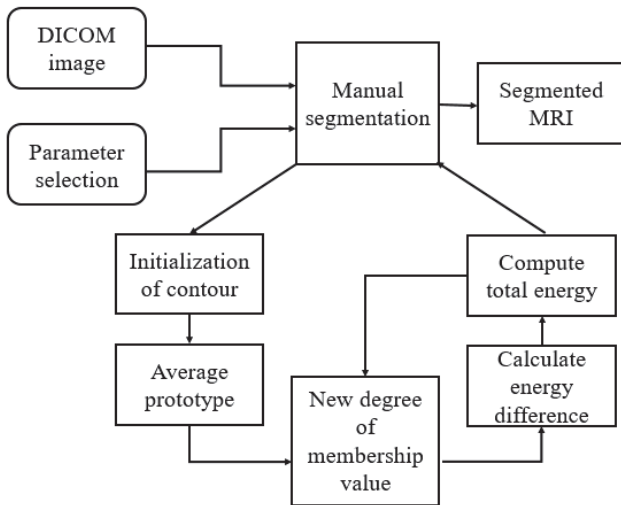 DICOM
image
Manual
segmentation
Segmented
MRI
Parameter
selection
Initialization
of contour
Compute
total energy
Average
prototype
New degree
of
membership
value
Calculate
energy
difference